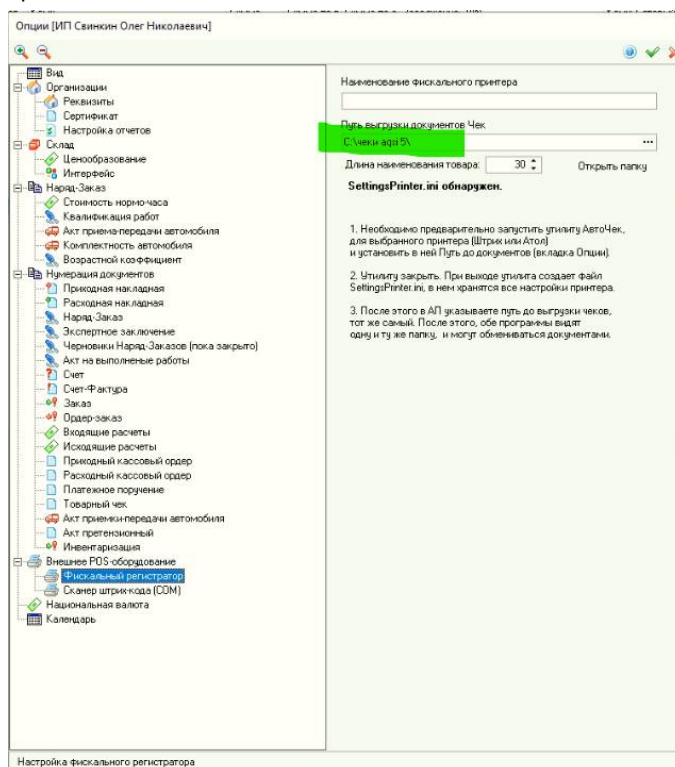 Опции [ИП Свинкин Олег Николаевич]
Вид
Организации
Реквизиты
Сертификат
Настройка отчетов
Склад
Ценообразование
Интерфейс
Наряд-Заказ
Стоимость нормо-часа
Квалификация работ
Акт приема-передачи автомобиля
Комплектность автомобиля
Возрастной коэффициент
Нумерация документов
Приходная накладная
Расходная накладная
Наряд-Заказ
Экспертное заключение
Черновики Наряд-Заказов (пока закрыто)
Акт на выполненые работы
Счет
Счет-Фактура
Заказ
Ордер-заказ
Входящие расчеты
Исходящие расчеты
Приходный кассовый ордер
Расходный кассовый ордер
Платежное поручение
Товарный чек
Акт приемки-передачи автомобиля
Акт претензионный
Инвентаризация
Внешнее POS-оборудование
Фискальный регистратор
Сканер штрих-кода (COM)
Национальная валюта
Календарь
Наименование фискального принтера
Путь выгрузки документов Чек
C:\чеки aqsi 5\ ...
Длина наименования товара: 30 Открыть папку
SettingsPrinter.ini обнаружен.
1. Необходимо предварительно запустить утилиту АвтоЧек,
для выбранного принтера (Штрих или Атол)
и установить в ней Путь до документов (вкладка Опции).
2. Утилиту закрыть. При выходе утилита создает файл
SettingsPrinter.ini, в нем хранятся все настройки принтера.
3. После этого в АП указываете путь до выгрузки чеков,
тот же самый. После этого, обе программы видят
одну и ту же папку, и могут обмениваться документами.
Настройка фискального регистратора